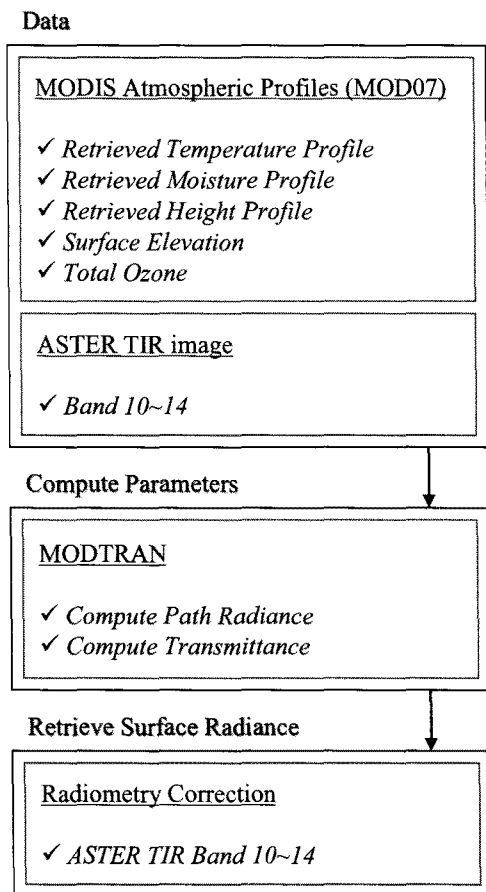 Data
MODIS Atmospheric Profiles (MOD07)
✓ Retrieved Temperature Profile
✓ Retrieved Moisture Profile
✓ Retrieved Height Profile
✓ Surface Elevation
✓ Total Ozone
ASTER TIR image
✓ Band 10~14
Compute Parameters
MODTRAN
✓ Compute Path Radiance
✓ Compute Transmittance
Retrieve Surface Radiance
Radiometry Correction
✓ ASTER TIR Band 10~14